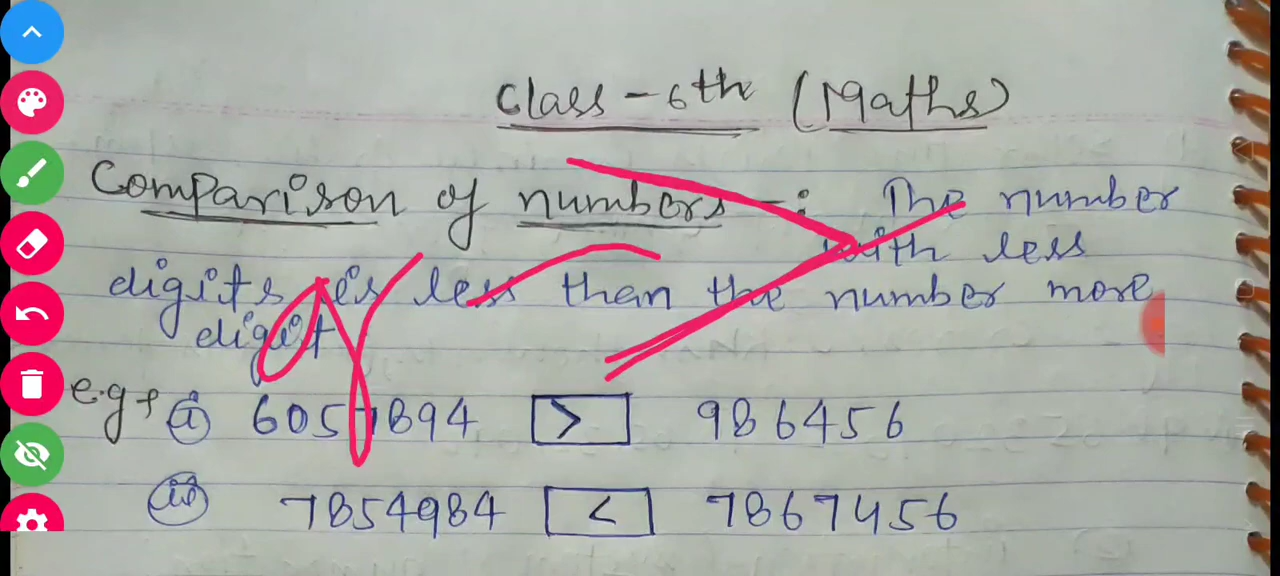 Class - 6th (Maths)
Comparison of numbers -: The number
with less
digits is less than the number more
digit
e.g → (i) 6051894 > 986456
(ii) 7854984 < 7867456